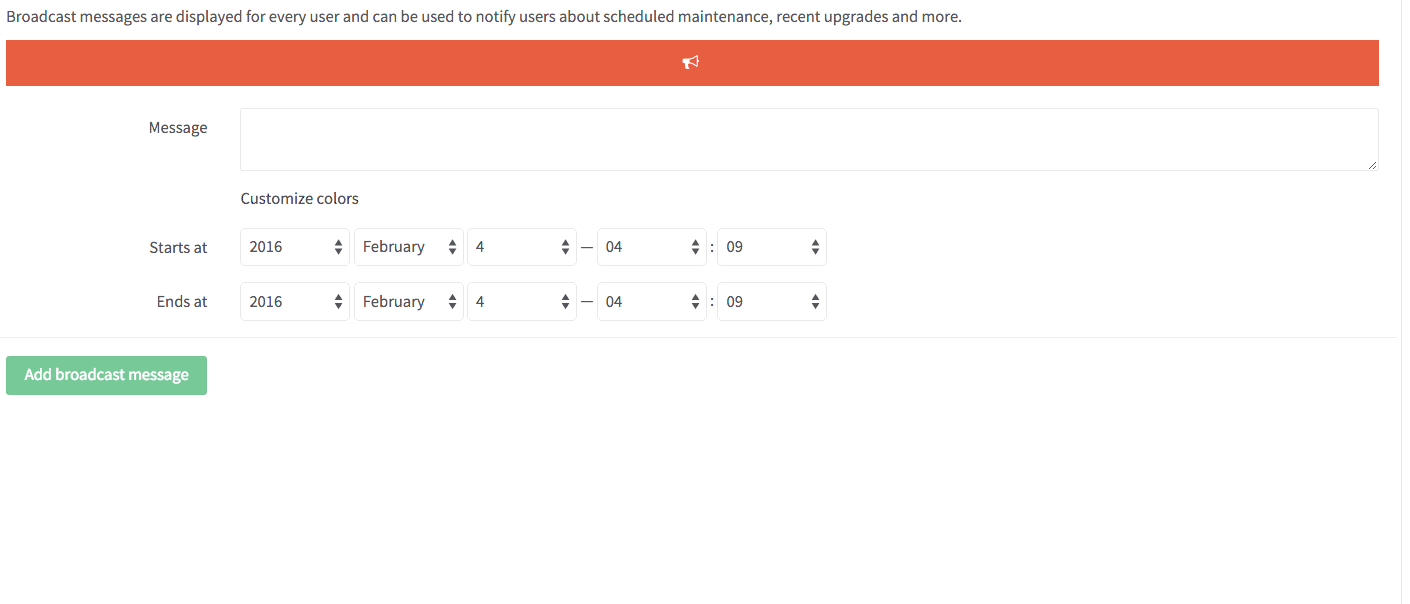 Broadcast messages are displayed for every user and can be used to notify users about scheduled maintenance, recent upgrades and more.
Message
Customize colors
Starts at 2016 February 4 — 04 : 09
Ends at 2016 February 4 — 04 : 09
Add broadcast message